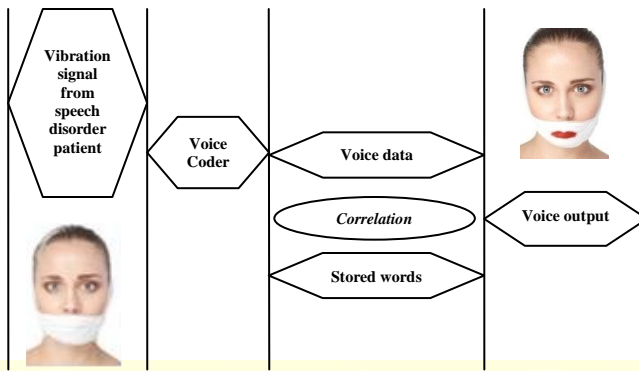 Vibration
signal
from
speech
disorder
patient
Voice
Coder
Voice data
Correlation
Stored words
Voice output